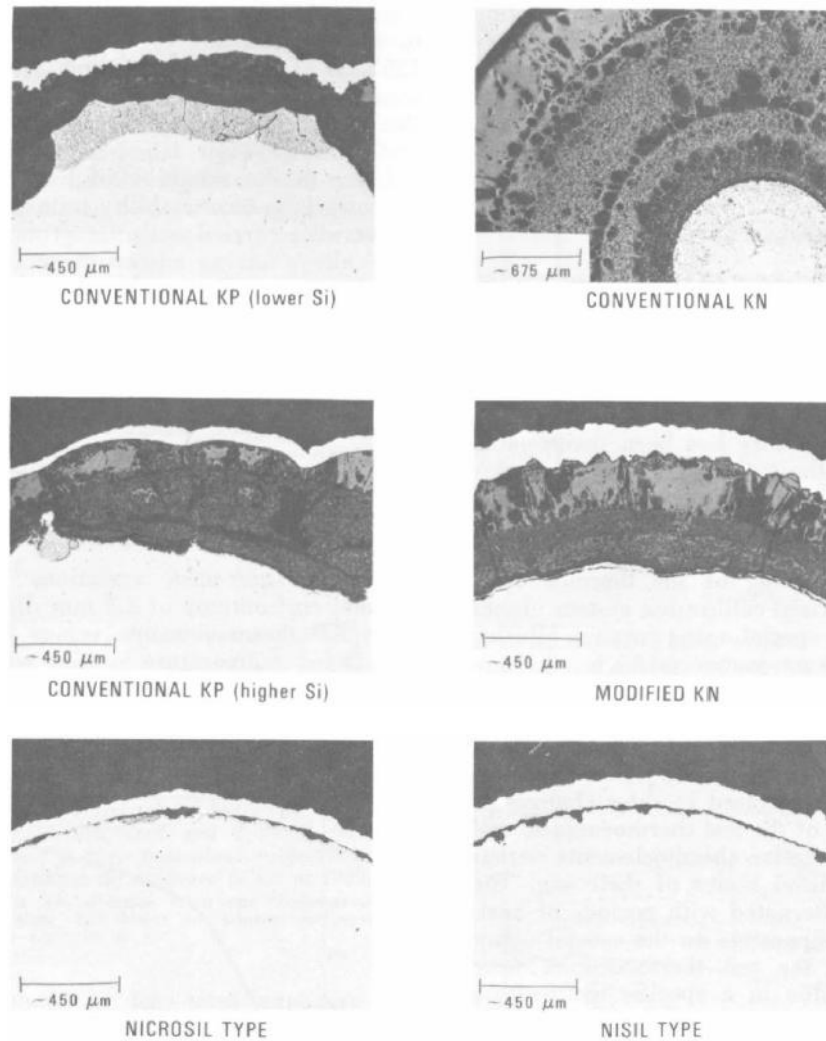 ~450 µm
CONVENTIONAL KP (lower Si)
~675 µm
CONVENTIONAL KN
~450 µm
CONVENTIONAL KP (higher Si)
~450 µm
MODIFIED KN
~450 µm
NICROSIL TYPE
~450 µm
NISIL TYPE